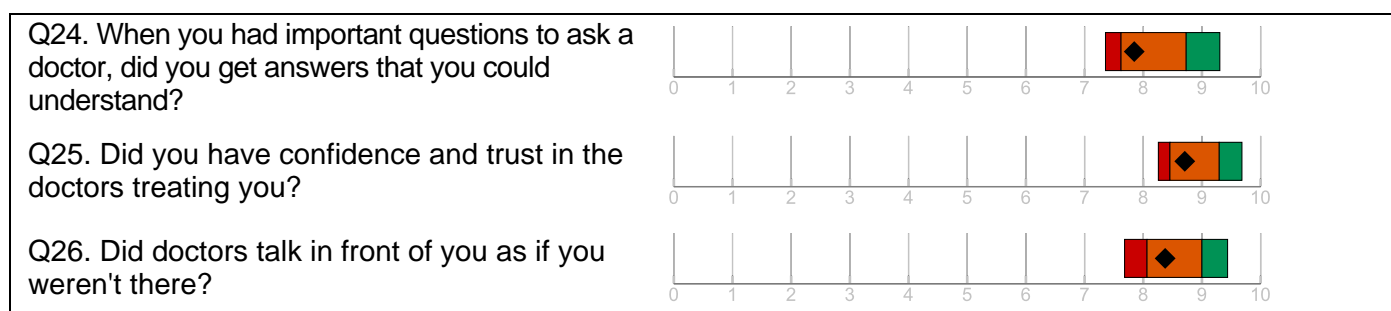 Q24. When you had important questions to ask a
doctor, did you get answers that you could
understand?
0 1 2 3 4 5 6 7 8 9 10
Q25. Did you have confidence and trust in the
doctors treating you?
0 1 2 3 4 5 6 7 8 9 10
Q26. Did doctors talk in front of you as if you
weren't there?
0 1 2 3 4 5 6 7 8 9 10